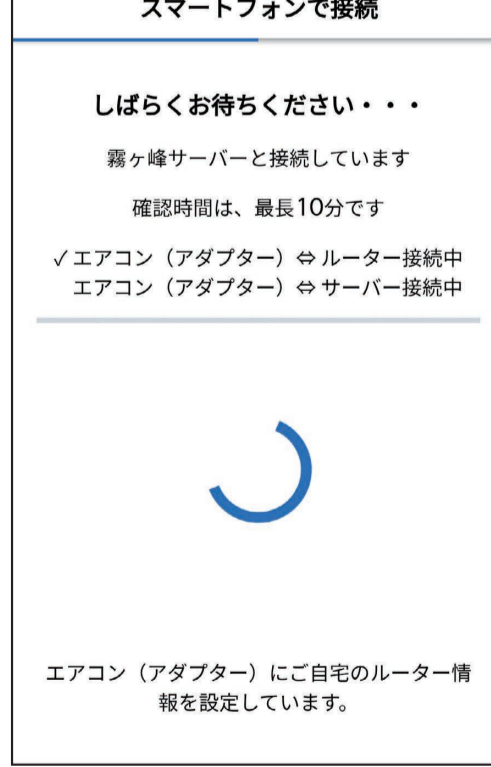 スマートフォンで接続
しばらくお待ちください・・・
霧ヶ峰サーバーと接続しています
確認時間は、最長10分です
✓エアコン（アダプター）⇔ルーター接続中
エアコン（アダプター）⇔サーバー接続中
エアコン（アダプター）にご自宅のルーター情
報を設定しています。